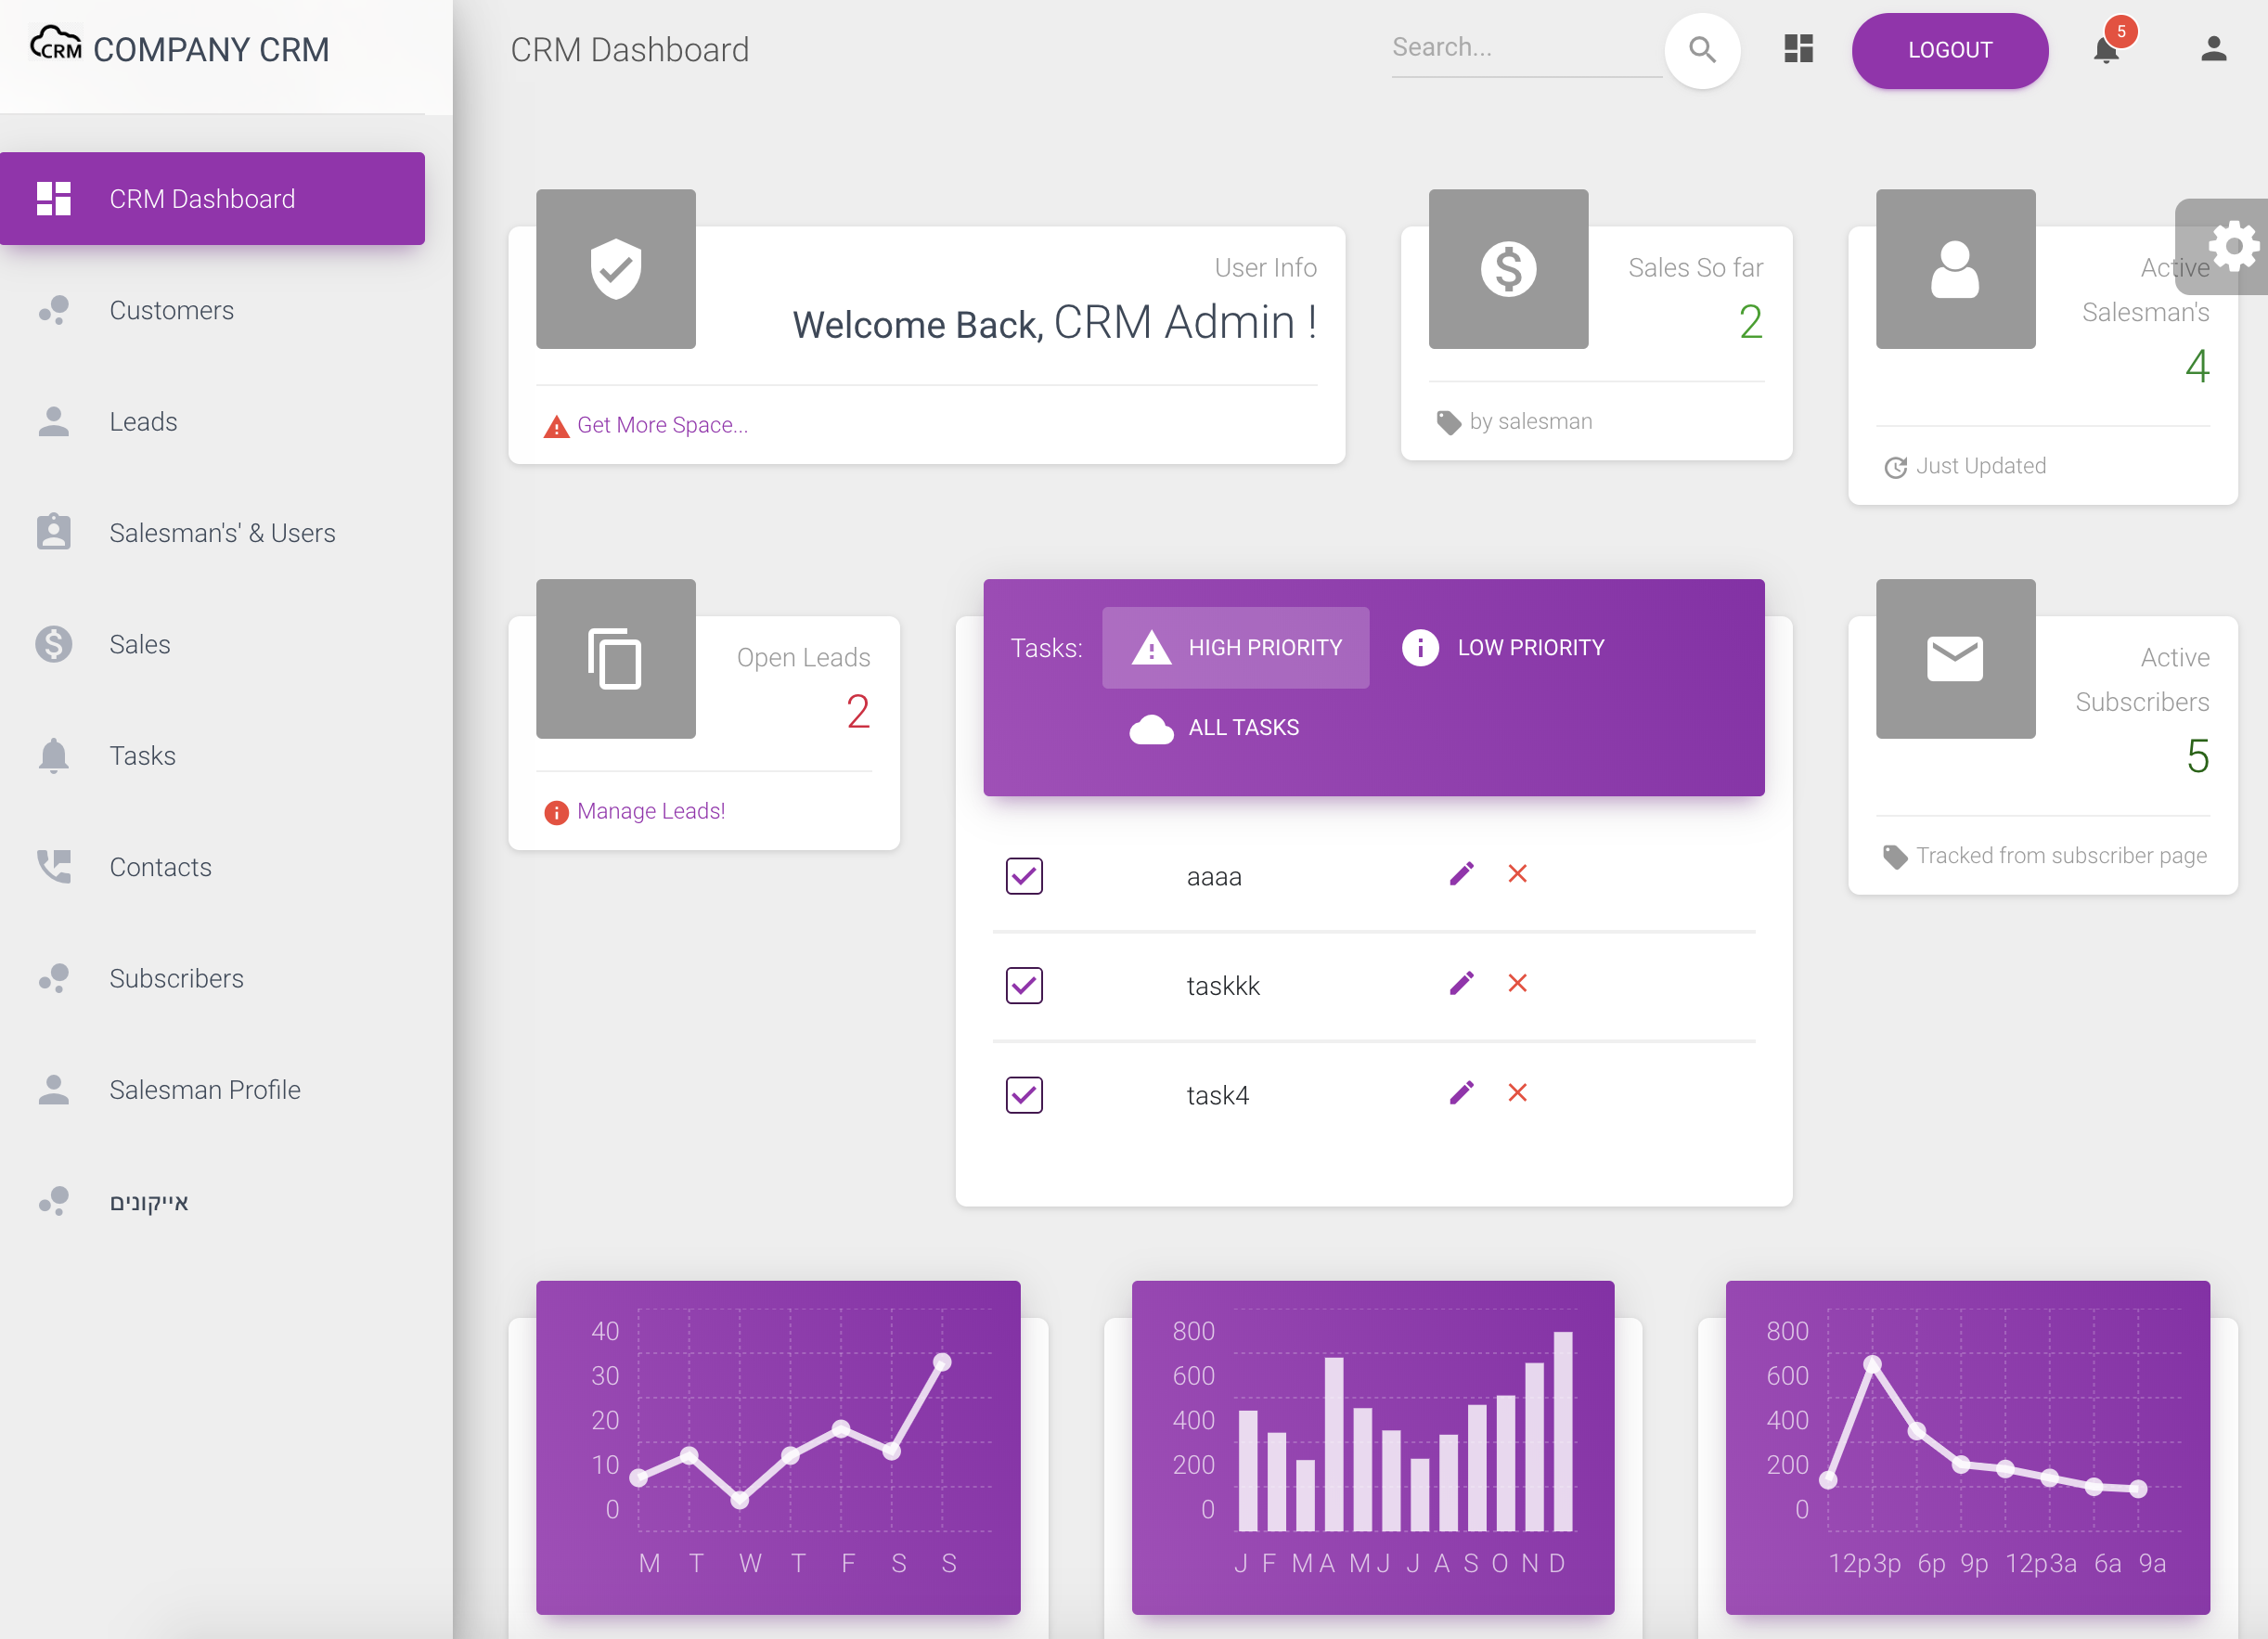 CRM COMPANY CRM
CRM Dashboard
Customers
Leads
Salesman's' & Users
Sales
Tasks
Contacts
Subscribers
Salesman Profile
אייקונים
CRM Dashboard
Search...
LOGOUT
5
User Info
Welcome Back, CRM Admin !
Get More Space...
Sales So far
2
by salesman
Active
Salesman's
4
Just Updated
Open Leads
2
Manage Leads!
Tasks:
HIGH PRIORITY
LOW PRIORITY
ALL TASKS
aaaa
taskkk
task4
Active
Subscribers
5
Tracked from subscriber page
40
30
20
10
0
M T W T F S S
800
600
400
200
0
J F M A M J J A S O N D
800
600
400
200
0
12p 3p 6p 9p 12p 3a 6a 9a